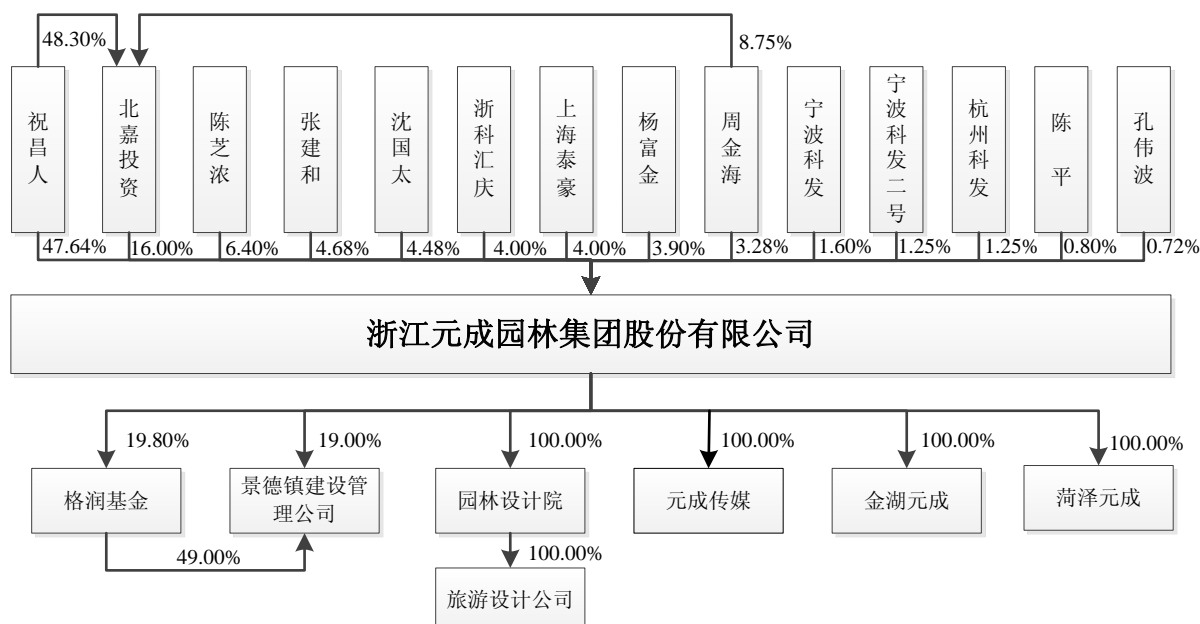 48.30%
8.75%
祝昌人
北嘉投资
陈芝浓
张建和
沈国太
浙科汇庆
上海泰豪
杨富金
周金海
宁波科发
宁波科发二号
杭州科发
陈平
孔伟波
47.64%
16.00%
6.40%
4.68%
4.48%
4.00%
4.00%
3.90%
3.28%
1.60%
1.25%
1.25%
0.80%
0.72%
浙江元成园林集团股份有限公司
19.80%
19.00%
100.00%
100.00%
100.00%
100.00%
格润基金
景德镇建设管
理公司
园林设计院
元成传媒
金湖元成
菏泽元成
49.00%
100.00%
旅游设计公司